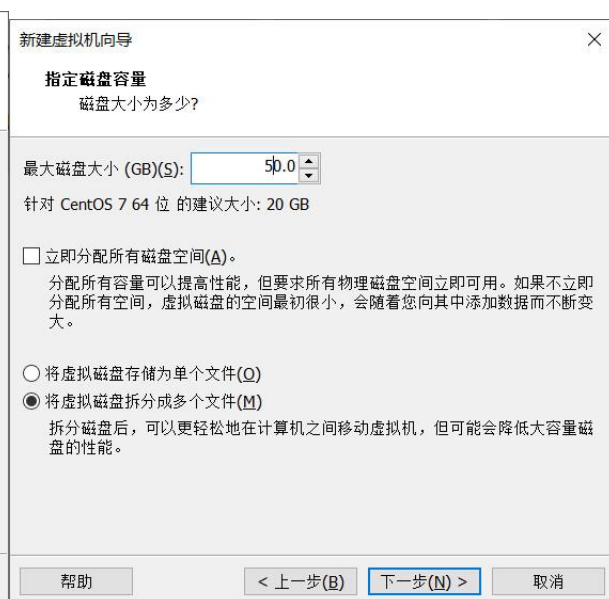 新建虚拟机向导
指定磁盘容量
磁盘大小为多少?
最大磁盘大小 (GB)(S): 50.0
针对 CentOS 7 64 位 的建议大小: 20 GB
立即分配所有磁盘空间(A)。
分配所有容量可以提高性能，但要求所有物理磁盘空间立即可用。如果不立即
分配所有空间，虚拟磁盘的空间最初很小，会随着您向其中添加数据而不断变
大。
将虚拟磁盘存储为单个文件(O)
将虚拟磁盘拆分成多个文件(M)
拆分磁盘后，可以更轻松地在计算机之间移动虚拟机，但可能会降低大容量磁
盘的性能。
帮助 < 上一步(B) 下一步(N) > 取消